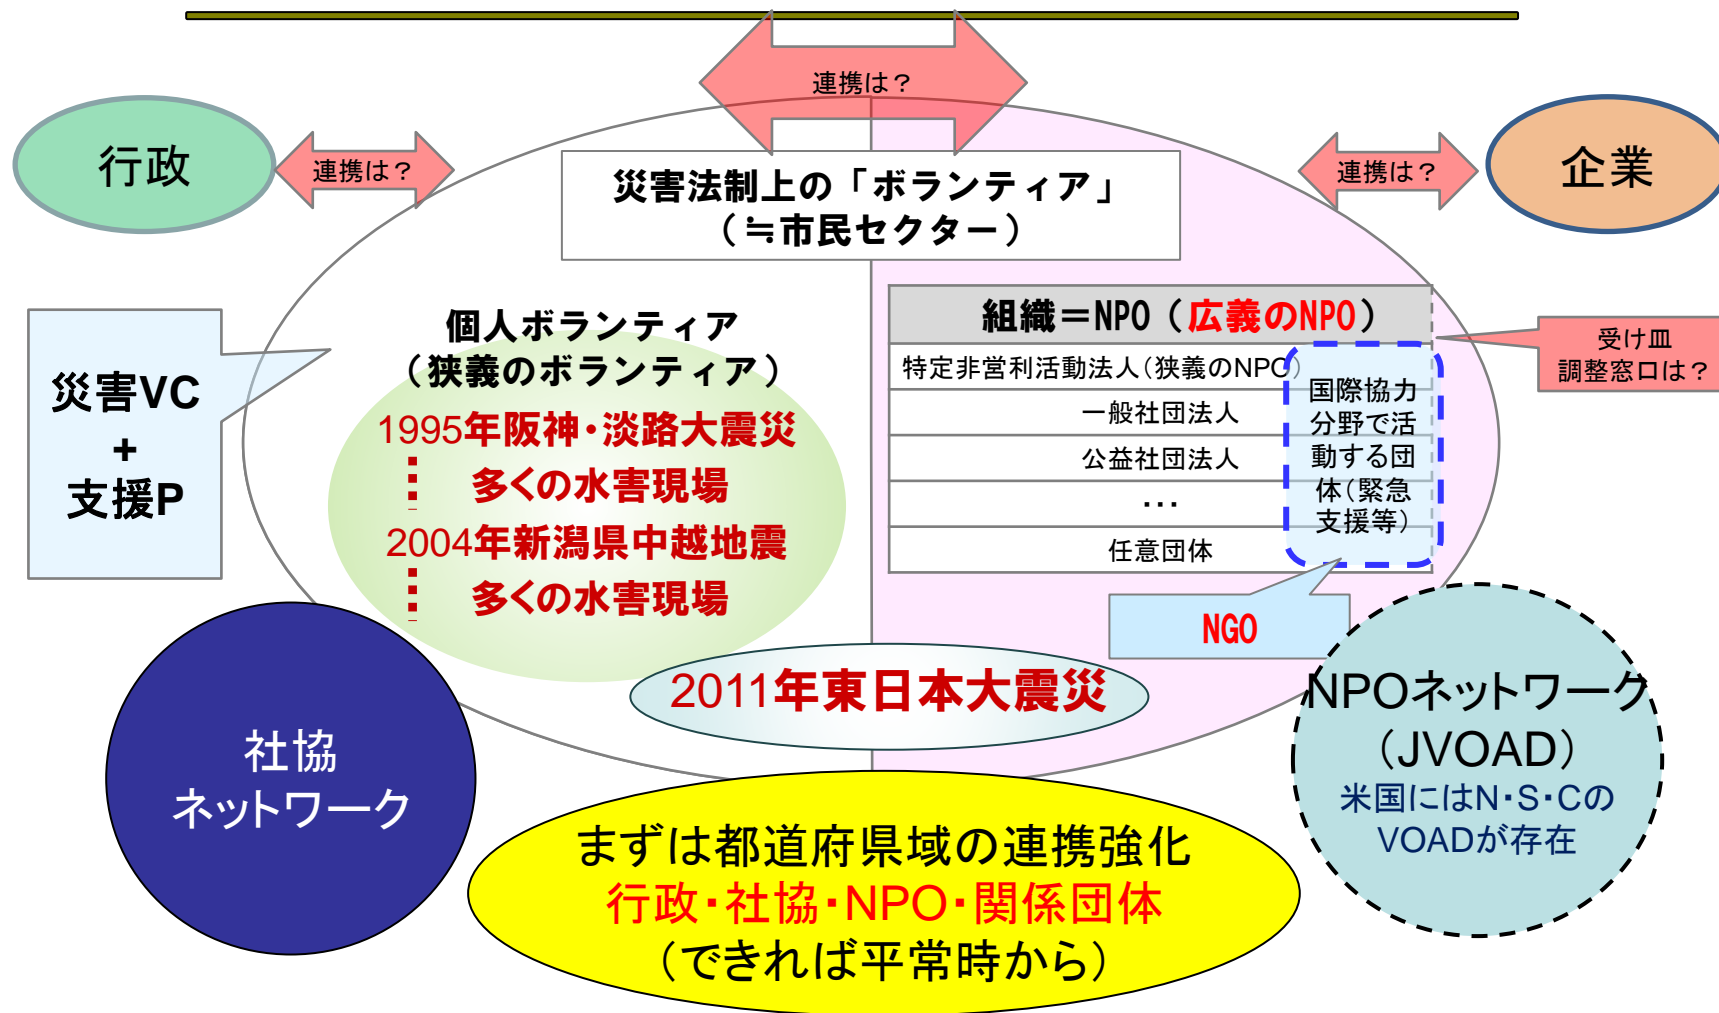 連携は？
行政
連携は？
連携は？
企業
災害法制上の「ボランティア」
（≒市民セクター）
個人ボランティア
（狭義のボランティア）
1995年阪神・淡路大震災
多くの水害現場
2004年新潟県中越地震
多くの水害現場
災害VC
+
支援P
組織＝NPO（広義のNPO）
特定非営利活動法人（狭義のNPO）
一般社団法人
公益社団法人
・・・
任意団体
国際協力
分野で活
動する団
体（緊急
支援等）
受け皿
調整窓口は？
NGO
2011年東日本大震災
社協
ネットワーク
NPOネットワーク
（JVOAD）
米国にはN・S・Cの
VOADが存在
まずは都道府県域の連携強化
行政・社協・NPO・関係団体
（できれば平常時から）